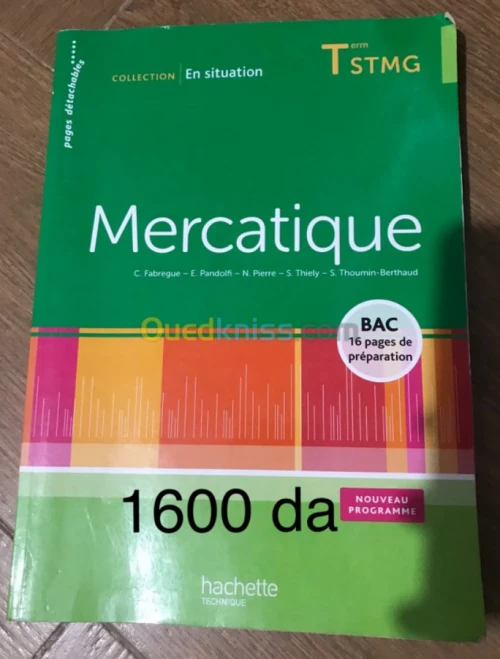 pages détachables
COLLECTION En situation
Term STMG
Mercatique
C. Fabregue – E. Pandolfi – N. Pierre – S. Thiely – S. Thoumin-Berthaud
Ouedkniss.com
BAC
16 pages de
préparation
1600 da
NOUVEAU
PROGRAMME
hachette
TECHNIQUE